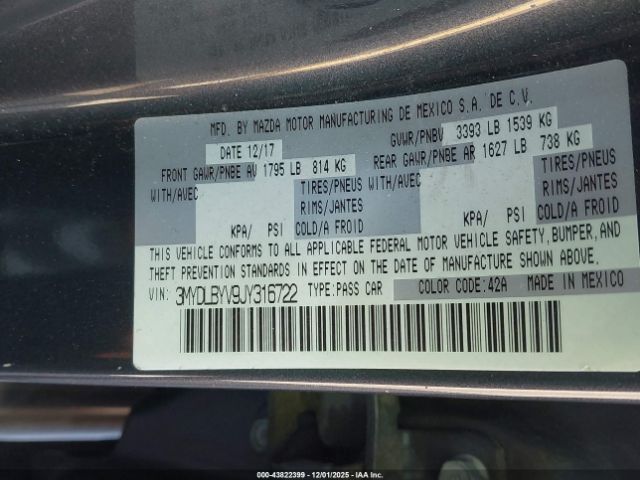 MFD. BY MAZDA MOTOR MANUFACTURING DE MEXICO S.A. DE C.V.
DATE 12/17 GVWR/PNBV 3393 LB 1539 KG
FRONT GAWR/PNBE AV 1795 LB 814 KG REAR GAWR/PNBE AR 1627 LB 738 KG
WITH/AVEC TIRES/PNEUS WITH/AVEC TIRES/PNEUS
RIMS/JANTES RIMS/JANTES
KPA/ PSI COLD/A FROID KPA/ PSI COLD/A FROID
THIS VEHICLE CONFORMS TO ALL APPLICABLE FEDERAL MOTOR VEHICLE SAFETY, BUMPER, AND
THEFT PREVENTION STANDARDS IN EFFECT ON THE DATE OF MANUFACTURE SHOWN ABOVE.
VIN: 3MYDLBYV9JY316722 TYPE:PASS CAR COLOR CODE:42A MADE IN MEXICO
000-43822399 - 12/01/2025 - IAAI.COM